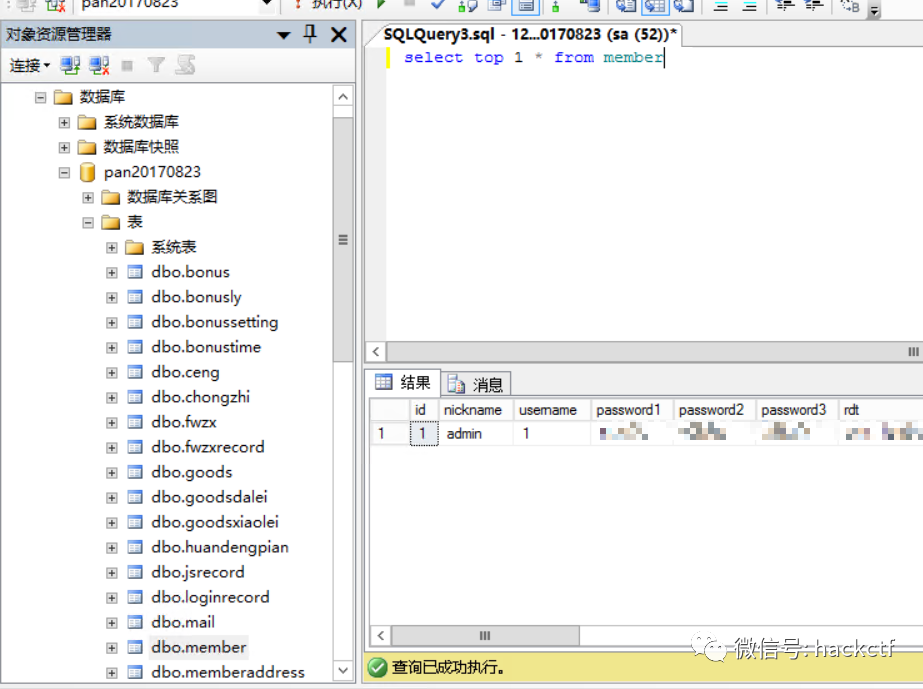 pan20170823
执行(X)
对象资源管理器
连接
数据库
系统数据库
数据库快照
pan20170823
数据库关系图
表
系统表
dbo.bonus
dbo.bonusly
dbo.bonussetting
dbo.bonustime
dbo.ceng
dbo.chongzhi
dbo.fwzx
dbo.fwzxrecord
dbo.goods
dbo.goodsdalei
dbo.goodsxiaolei
dbo.huandengpian
dbo.jsrecord
dbo.loginrecord
dbo.mail
dbo.member
dbo.memberaddress
SQLQuery3.sql - 12...0170823 (sa (52))*
select top 1 * from member
结果 消息
id nickname username password1 password2 password3 rdt
1 1 admin 1
微信号: hackctf
查询已成功执行。